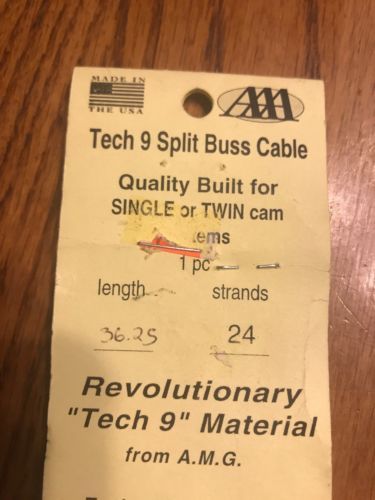 MADE IN
THE USA
AAA
Tech 9 Split Buss Cable
Quality Built for
SINGLE or TWIN cam
ems
1 pc
length
strands
36.25
24
Revolutionary
"Tech 9" Material
from A.M.G.